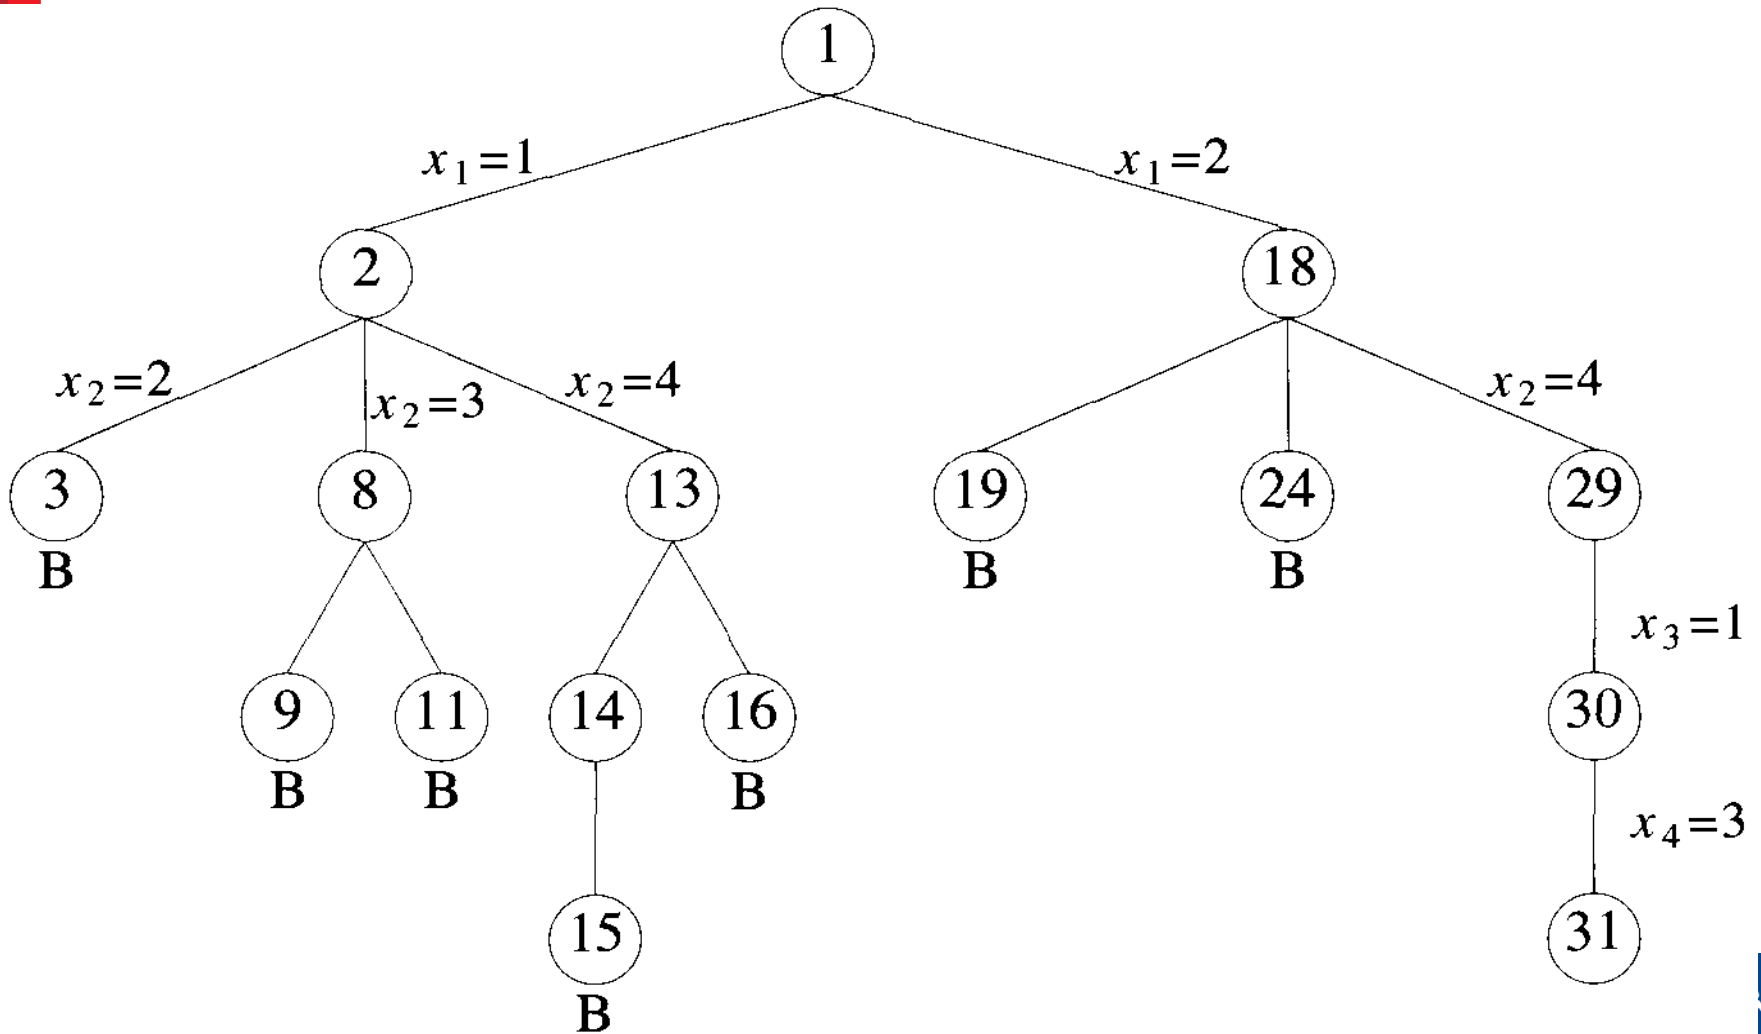 1
x₁=1 x₁=2
2 18
x₂=2 x₂=3 x₂=4 x₂=4
3 8 13 19 24 29
B B B
x₃=1
9 11 14 16 30
B B B
x₄=3
15 31
B